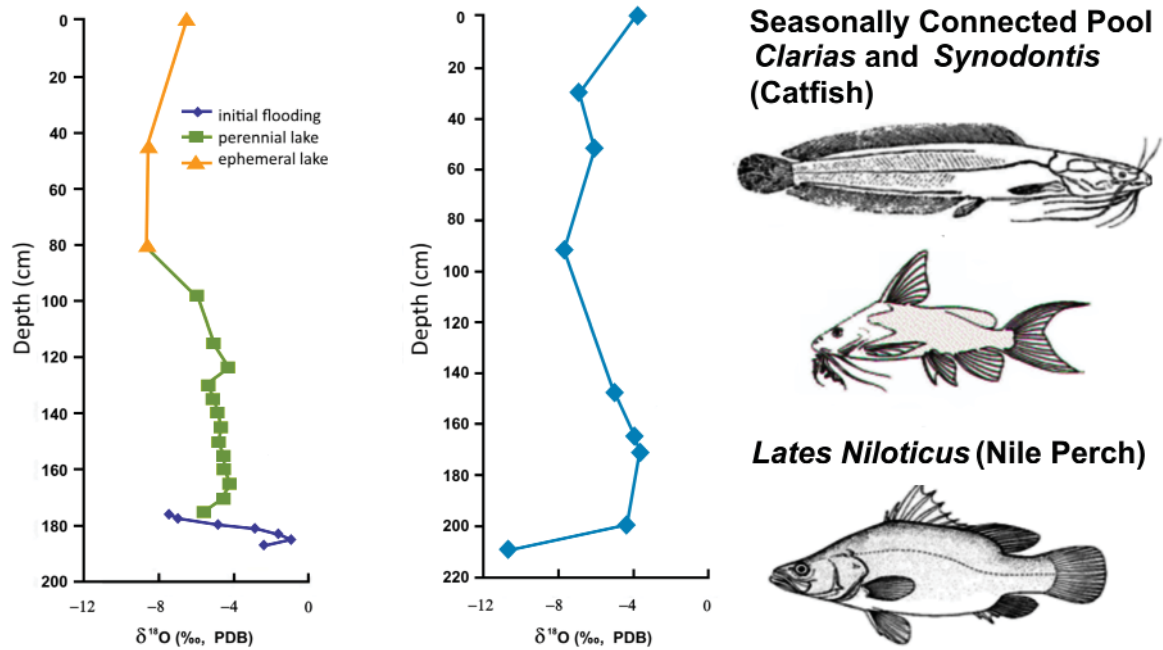 0
20
40
60
80
100
120
140
160
180
200
Depth (cm)
−12
−8
−4
0
δ¹⁸O (‰, PDB)
initial flooding
perennial lake
ephemeral lake
0
20
40
60
80
100
120
140
160
180
200
220
Depth (cm)
−12
−8
−4
0
δ¹⁸O (‰, PDB)
Seasonally Connected Pool
Clarias and Synodontis
(Catfish)
Lates Niloticus (Nile Perch)